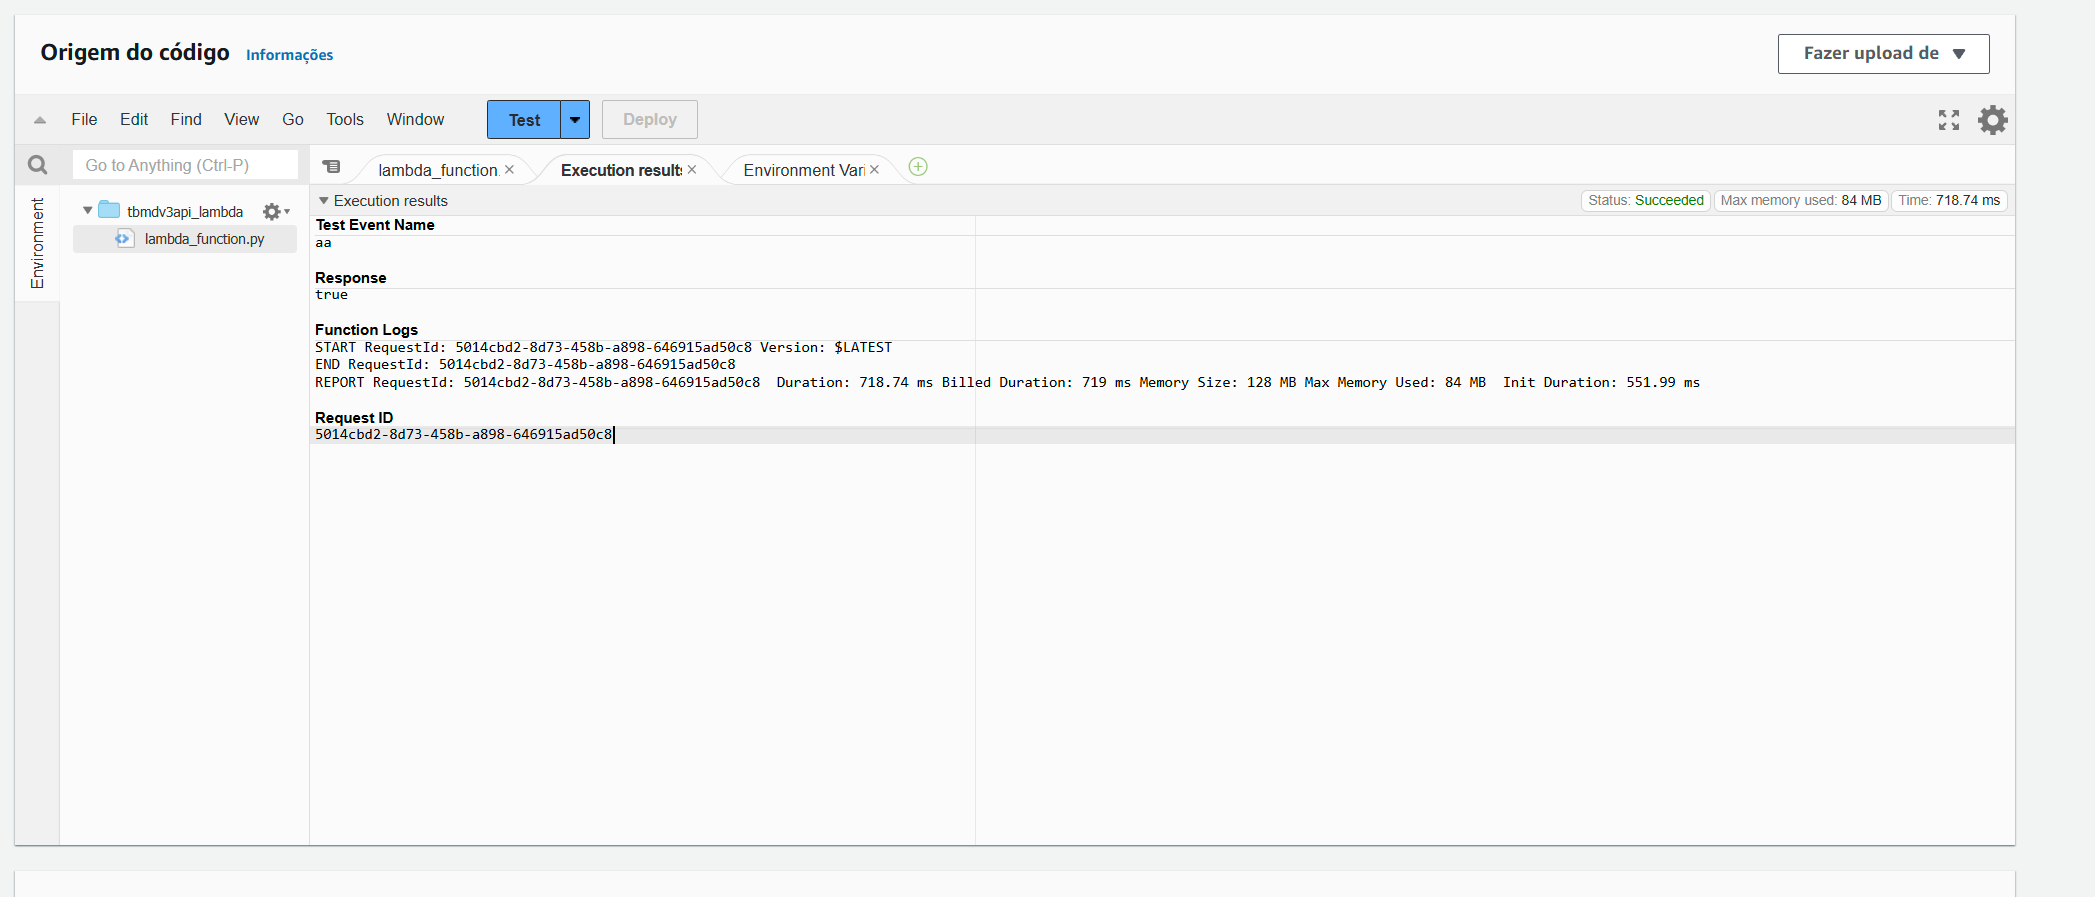 Origem do código Informações
Fazer upload de
File Edit Find View Go Tools Window Test Deploy
Go to Anything (Ctrl-P)
lambda_function.
Execution results
Environment Vari
Environment
tbmdv3api_lambda
lambda_function.py
Execution results
Status: Succeeded Max memory used: 84 MB Time: 718.74 ms
Test Event Name
aa
Response
true
Function Logs
START RequestId: 5014cbd2-8d73-458b-a898-646915ad50c8 Version: $LATEST
END RequestId: 5014cbd2-8d73-458b-a898-646915ad50c8
REPORT RequestId: 5014cbd2-8d73-458b-a898-646915ad50c8 Duration: 718.74 ms Billed Duration: 719 ms Memory Size: 128 MB Max Memory Used: 84 MB Init Duration: 551.99 ms
Request ID
5014cbd2-8d73-458b-a898-646915ad50c8